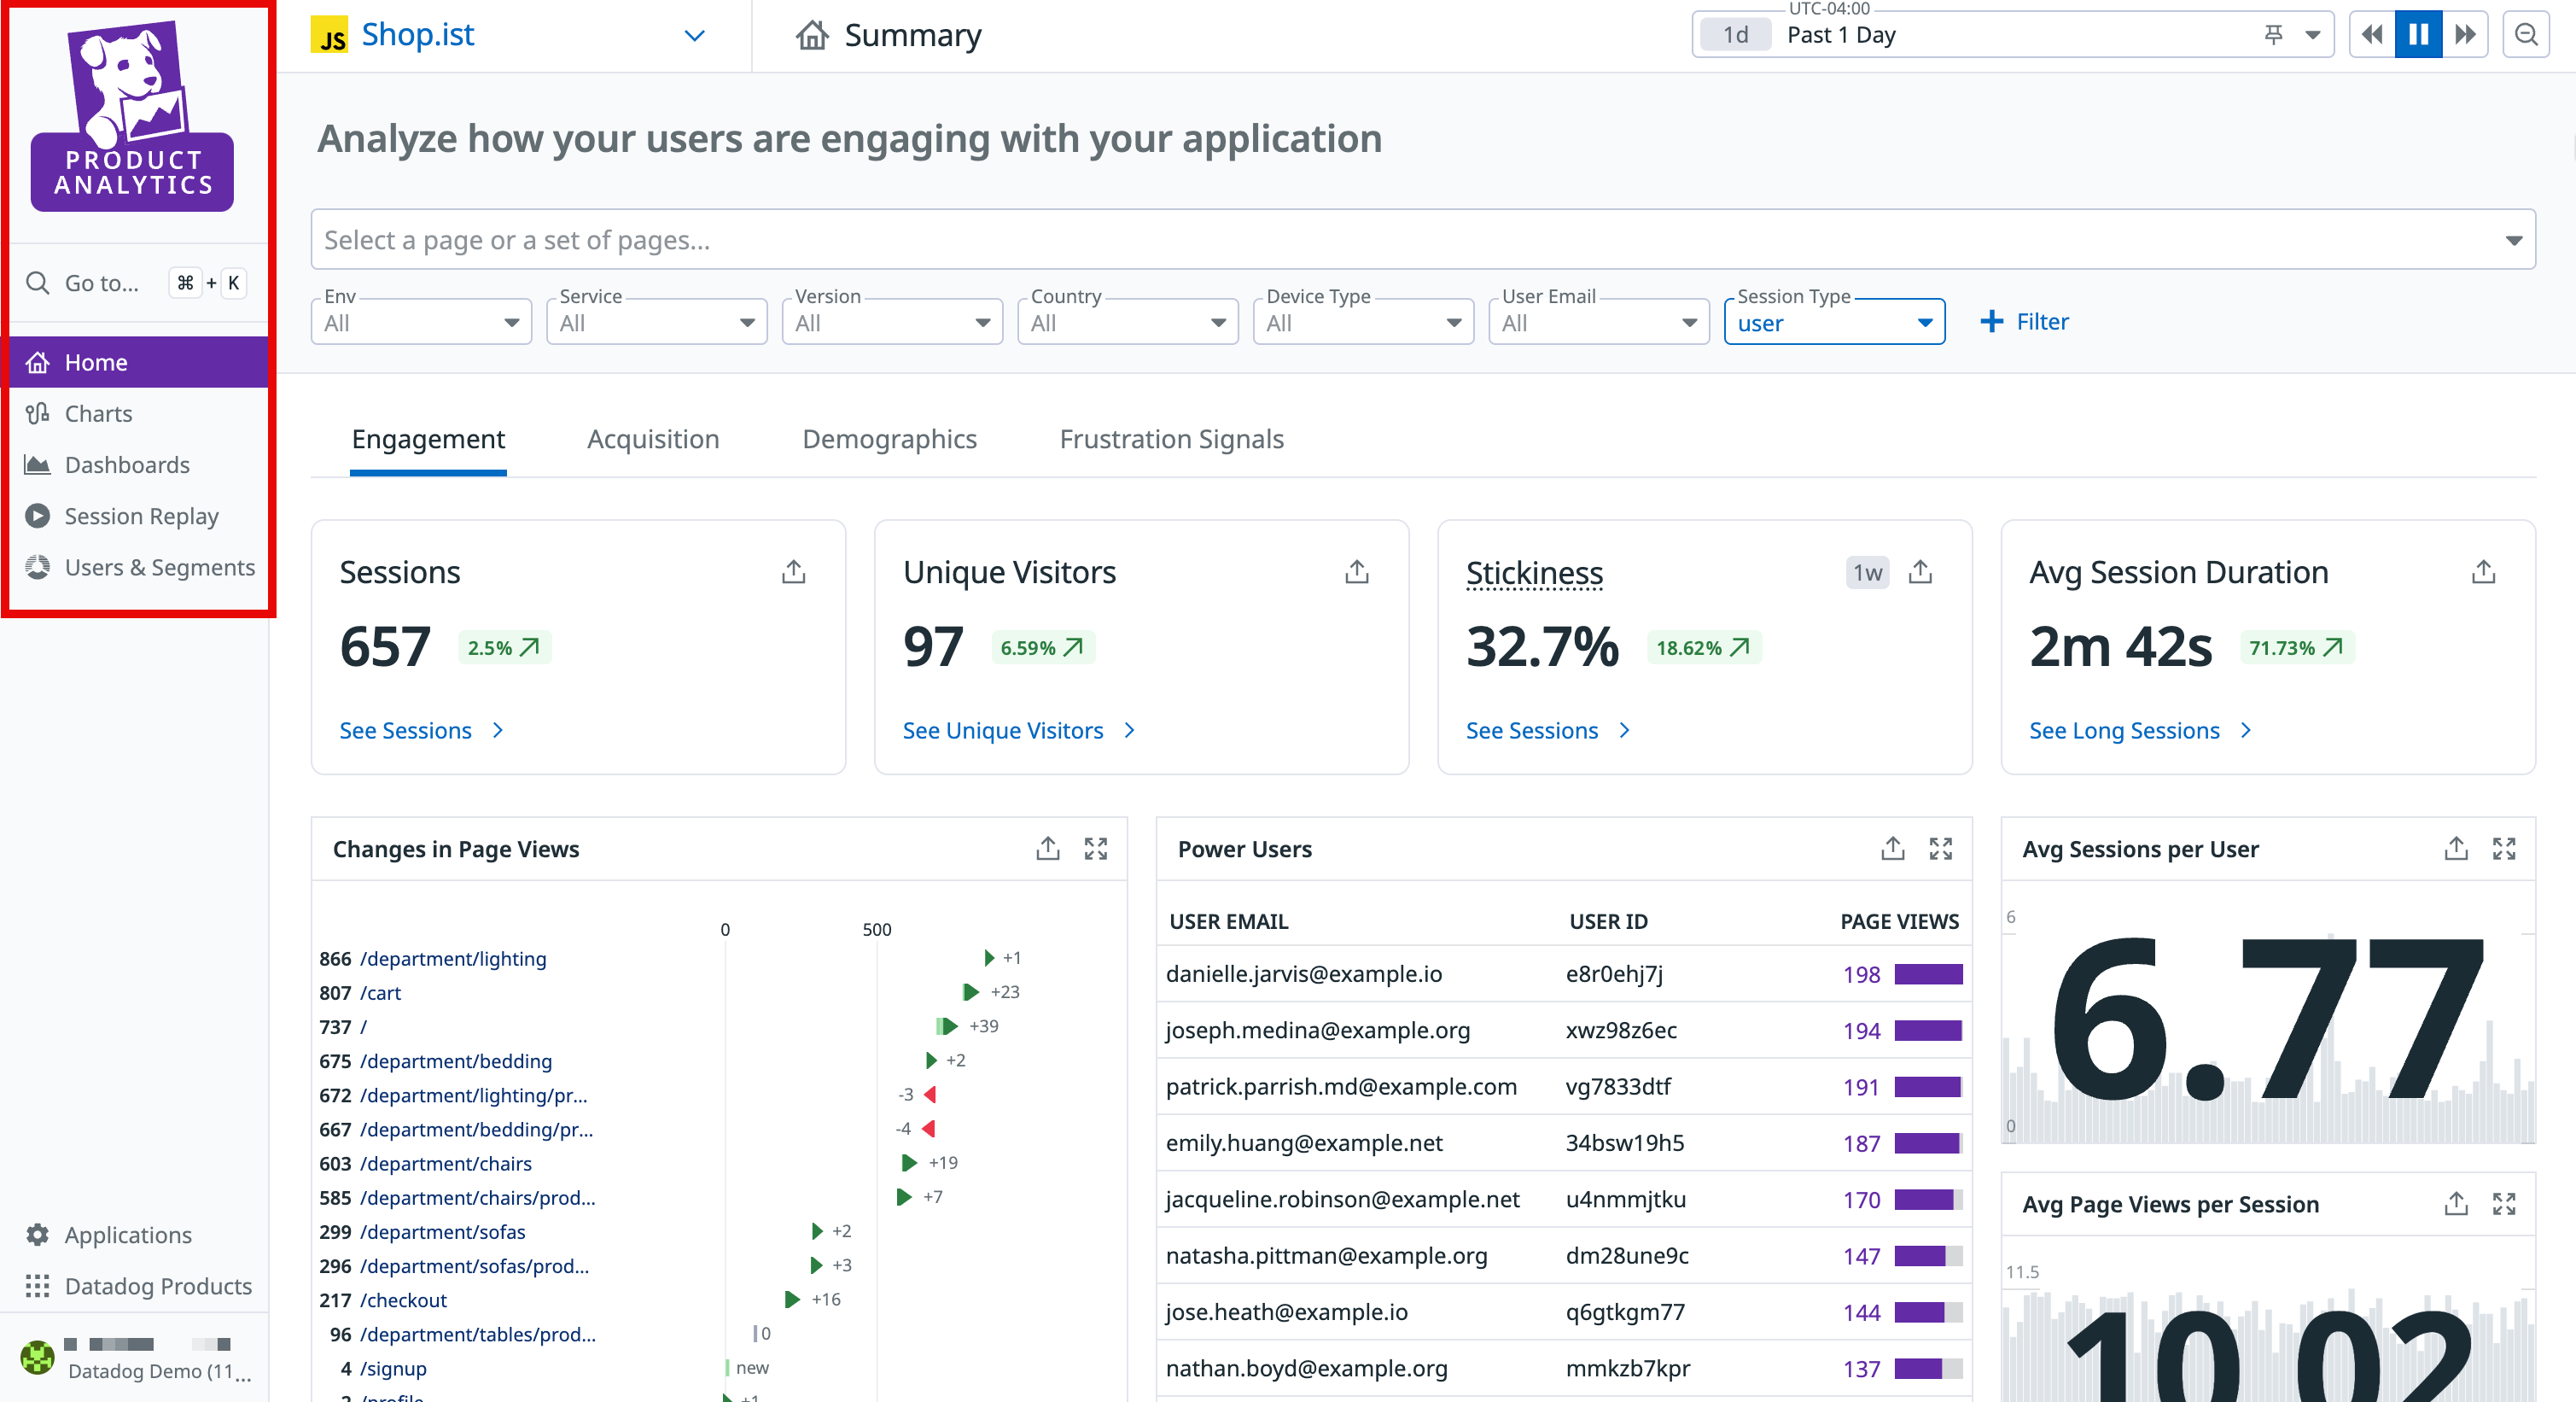 PRODUCT
ANALYTICS
Go to... ⌘ + K
Home
Charts
Dashboards
Session Replay
Users & Segments
Applications
Datadog Products
Datadog Demo (11...
JS Shop.ist
Summary
UTC-04:00
1d Past 1 Day
Analyze how your users are engaging with your application
Select a page or a set of pages...
Env Service Version Country Device Type User Email Session Type
All All All All All All user + Filter
Engagement Acquisition Demographics Frustration Signals
Sessions
657 2.5%
See Sessions
Unique Visitors
97 6.59%
See Unique Visitors
Stickiness 1w
32.7% 18.62%
See Sessions
Avg Session Duration
2m 42s 71.73%
See Long Sessions
Changes in Page Views
0 500
866 /department/lighting +1
807 /cart +23
737 / +39
675 /department/bedding +2
672 /department/lighting/pr... -3
667 /department/bedding/pr... -4
603 /department/chairs +19
585 /department/chairs/prod... +7
299 /department/sofas +2
296 /department/sofas/prod... +3
217 /checkout +16
96 /department/tables/prod... 0
4 /signup new
2 /profile +1
Power Users
USER EMAIL USER ID PAGE VIEWS
danielle.jarvis@example.io e8r0ehj7j 198
joseph.medina@example.org xwz98z6ec 194
patrick.parrish.md@example.com vg7833dtf 191
emily.huang@example.net 34bsw19h5 187
jacqueline.robinson@example.net u4nmmjtku 170
natasha.pittman@example.org dm28une9c 147
jose.heath@example.io q6gtkgm77 144
nathan.boyd@example.org mmkzb7kpr 137
Avg Sessions per User
6
6.77
0
Avg Page Views per Session
11.5
10.02